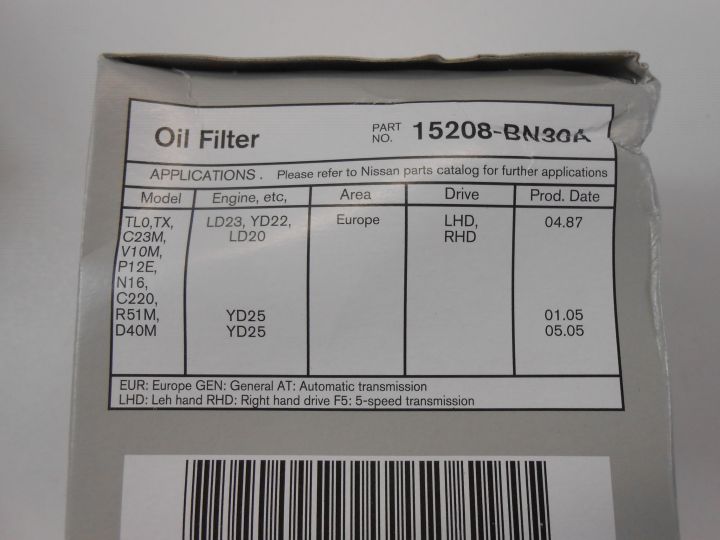 Oil Filter PART NO. 15208-BN30A
APPLICATIONS . Please refer to Nissan parts catalog for further applications
Model Engine, etc, Area Drive Prod. Date
TL0,TX, LD23, YD22, Europe LHD, 04.87
C23M, LD20 RHD
V10M,
P12E,
N16,
C220,
R51M, YD25 01.05
D40M YD25 05.05
EUR: Europe GEN: General AT: Automatic transmission
LHD: Leh hand RHD: Right hand drive F5: 5-speed transmission